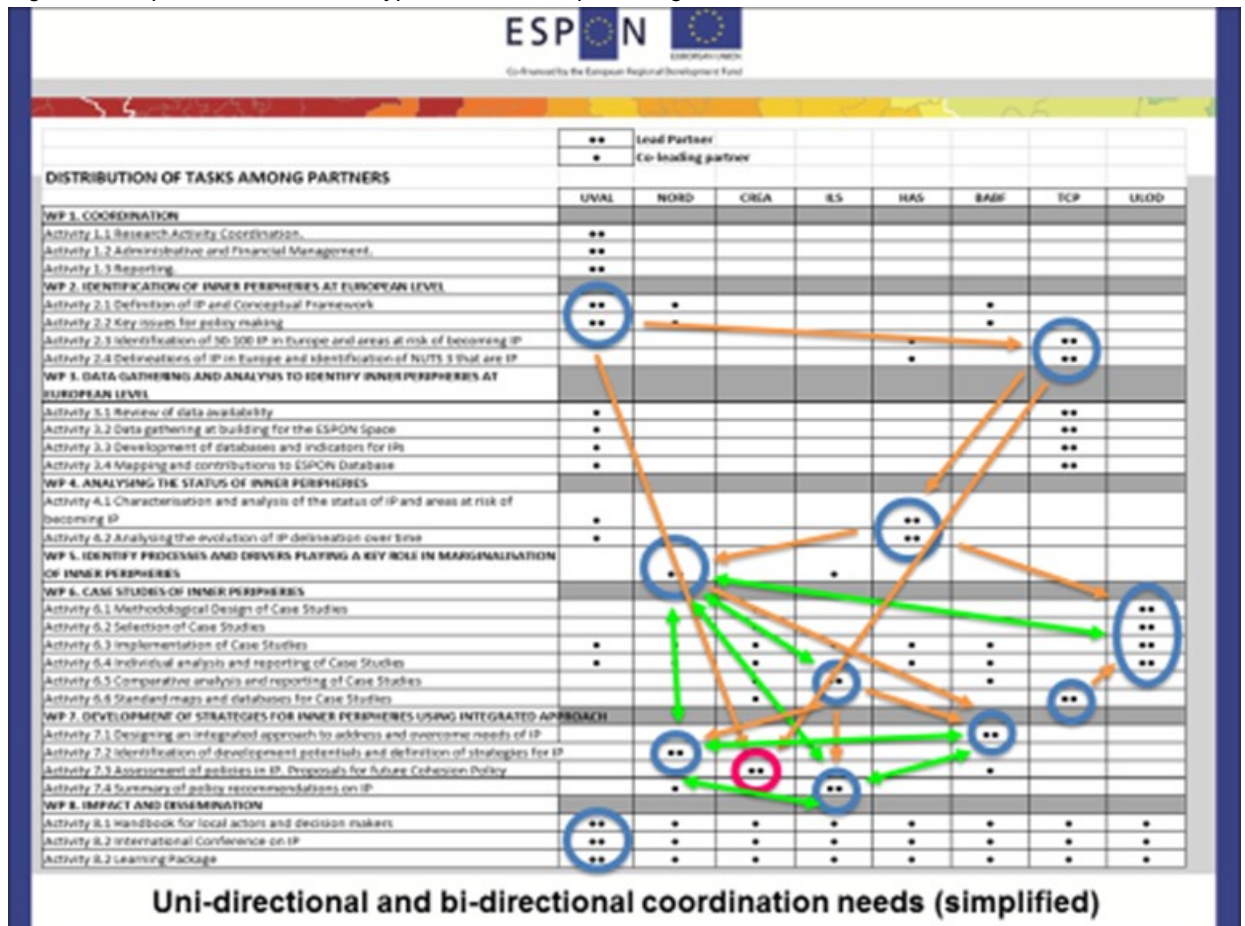 ESPON
EUROPEAN UNION
Co-financed by the European Regional Development Fund
•• Lead Partner
• Co-leading partner
DISTRIBUTION OF TASKS AMONG PARTNERS
UVAL NORD CREA ILS HAS BABF TCP ULOD
WP 1. COORDINATION
Activity 1.1 Research Activity Coordination. ••
Activity 1.2 Administrative and Financial Management. ••
Activity 1.3 Reporting. ••
WP 2. IDENTIFICATION OF INNER PERIPHERIES AT EUROPEAN LEVEL
Activity 2.1 Definition of IP and Conceptual Framework •• • •
Activity 2.2 Key issues for policy making •• • •
Activity 2.3 Identification of 50-100 IP in Europe and areas at risk of becoming IP • ••
Activity 2.4 Delineations of IP in Europe and identification of NUTS 3 that are IP • ••
WP 3. DATA GATHERING AND ANALYSIS TO IDENTIFY INNER PERIPHERIES AT
EUROPEAN LEVEL
Activity 3.1 Review of data availability • ••
Activity 3.2 Data gathering at building for the ESPON Space • ••
Activity 3.3 Development of databases and indicators for IPs • ••
Activity 3.4 Mapping and contributions to ESPON Database • ••
WP 4. ANALYSING THE STATUS OF INNER PERIPHERIES
Activity 4.1 Characterisation and analysis of the status of IP and areas at risk of
becoming IP • ••
Activity 4.2 Analysing the evolution of IP delineation over time • ••
WP 5. IDENTIFY PROCESSES AND DRIVERS PLAYING A KEY ROLE IN MARGINALISATION
OF INNER PERIPHERIES •• •
WP 6. CASE STUDIES OF INNER PERIPHERIES
Activity 6.1 Methodological Design of Case Studies ••
Activity 6.2 Selection of Case Studies ••
Activity 6.3 Implementation of Case Studies • • • • • • ••
Activity 6.4 Individual analysis and reporting of Case Studies • • • • • • ••
Activity 6.5 Comparative analysis and reporting of Case Studies • •• •
Activity 6.6 Standard maps and databases for Case Studies • ••
WP 7. DEVELOPMENT OF STRATEGIES FOR INNER PERIPHERIES USING INTEGRATED APPROACH
Activity 7.1 Designing an integrated approach to address and overcome needs of IP ••
Activity 7.2 Identification of development potentials and definition of strategies for IP ••
Activity 7.3 Assessment of policies in IP. Proposals for future Cohesion Policy •• •
Activity 7.4 Summary of policy recommendations on IP • ••
WP 8. IMPACT AND DISSEMINATION
Activity 8.1 Handbook for local actors and decision makers •• • • • • • • •
Activity 8.2 International Conference on IP •• • • • • • • •
Activity 8.2 Learning Package •• • • • • • • •
Uni-directional and bi-directional coordination needs (simplified)